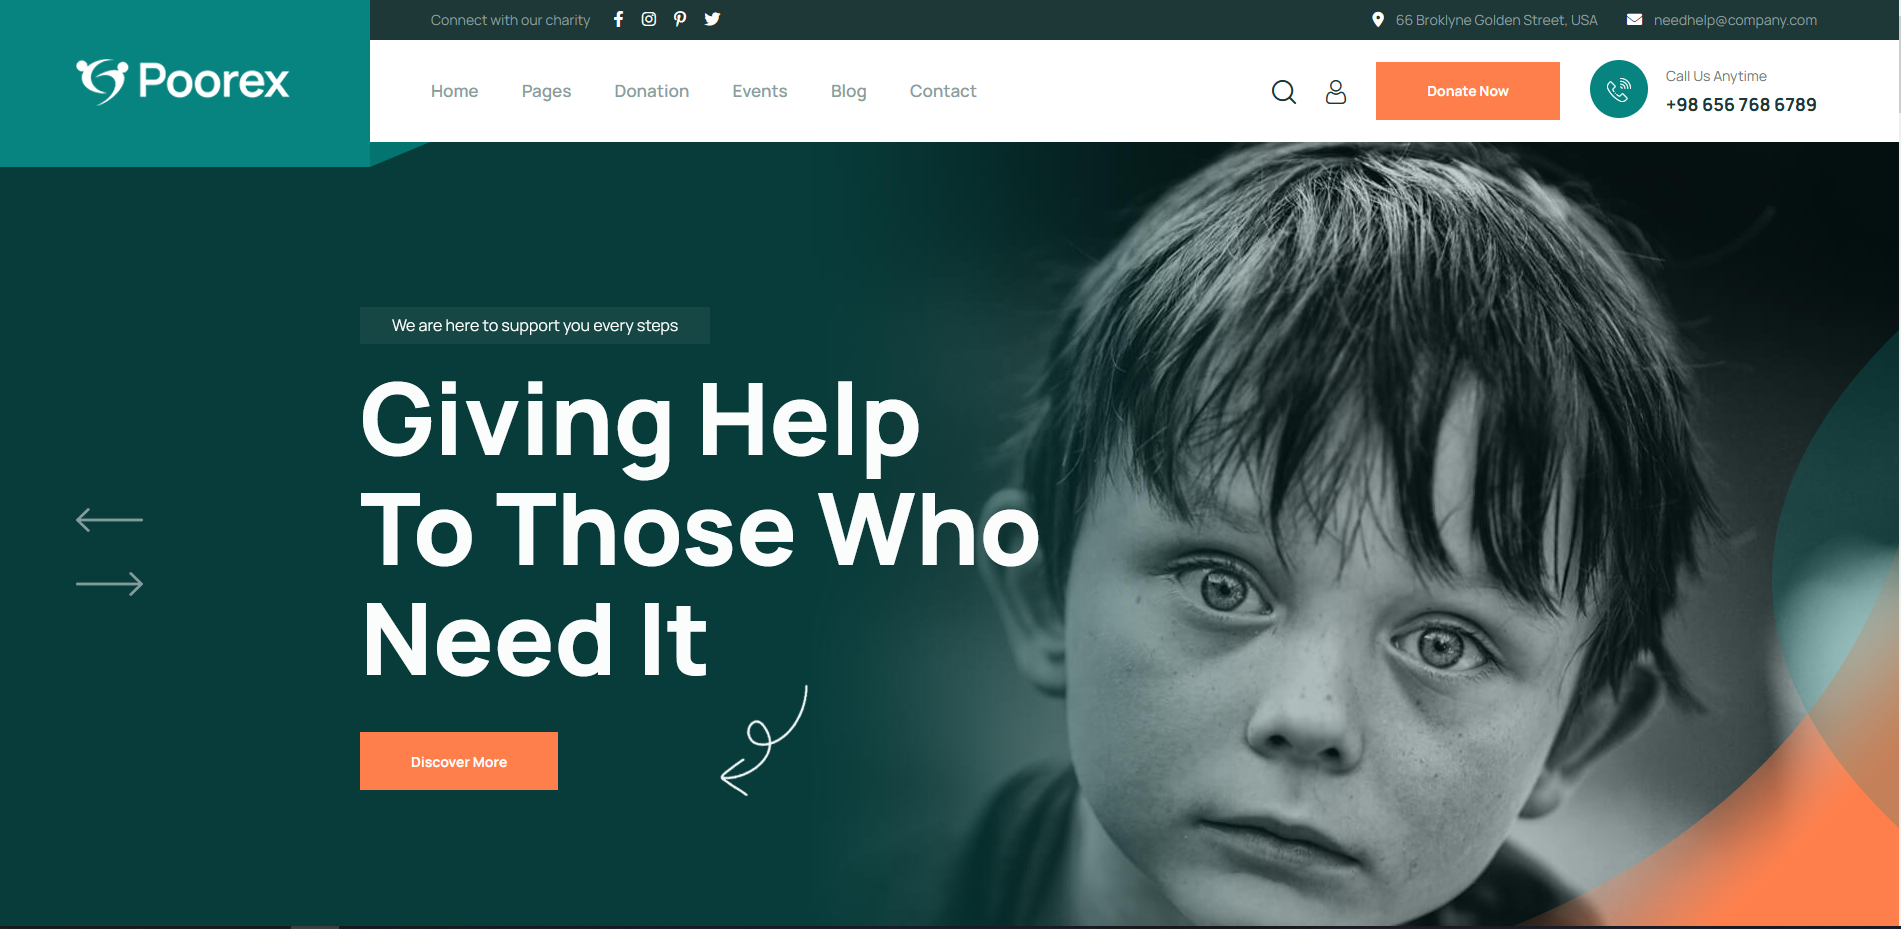 Connect with our charity
66 Broklyne Golden Street, USA
needhelp@company.com
Poorex
Home
Pages
Donation
Events
Blog
Contact
Donate Now
Call Us Anytime
+98 656 768 6789
We are here to support you every steps
Giving Help
To Those Who
Need It
Discover More